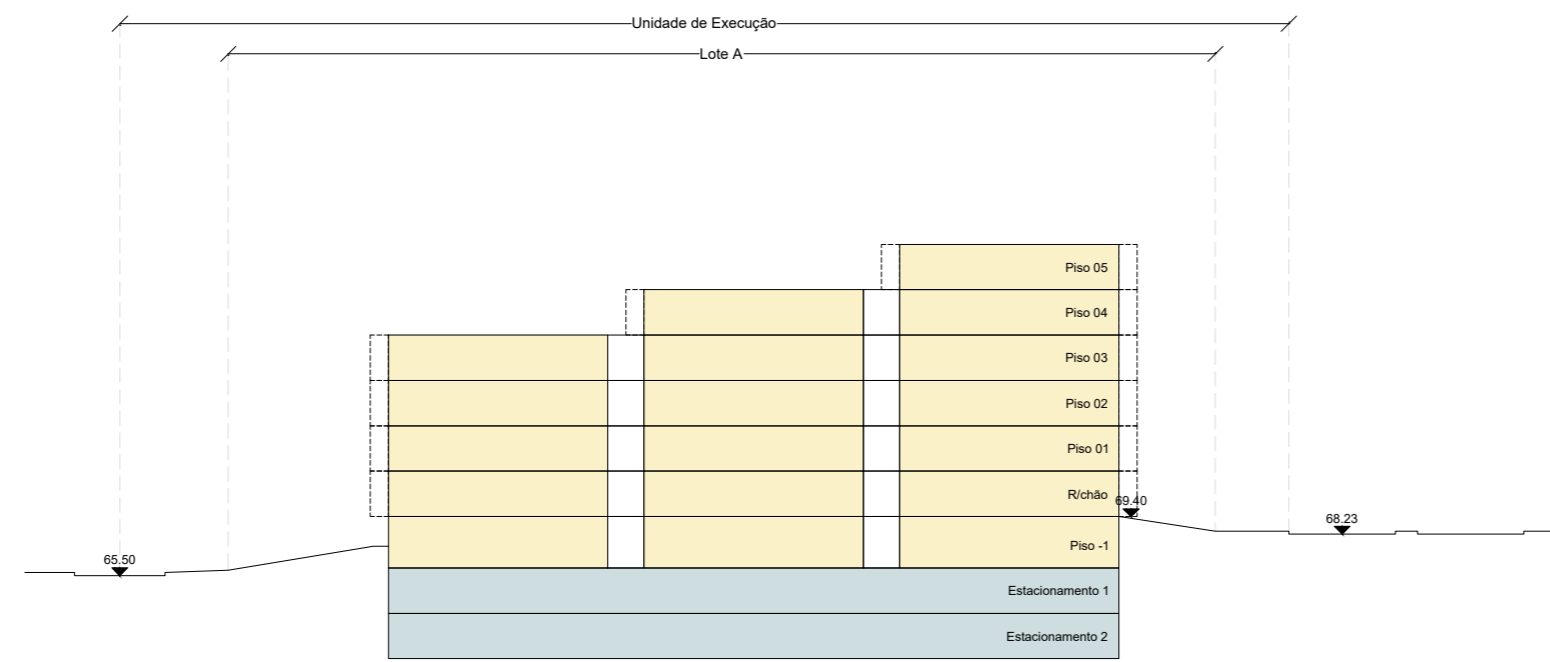 Unidade de Execução
Lote A
Piso 05
Piso 04
Piso 03
Piso 02
Piso 01
R/chão
69.40
68.23
Piso -1
65.50
Estacionamento 1
Estacionamento 2